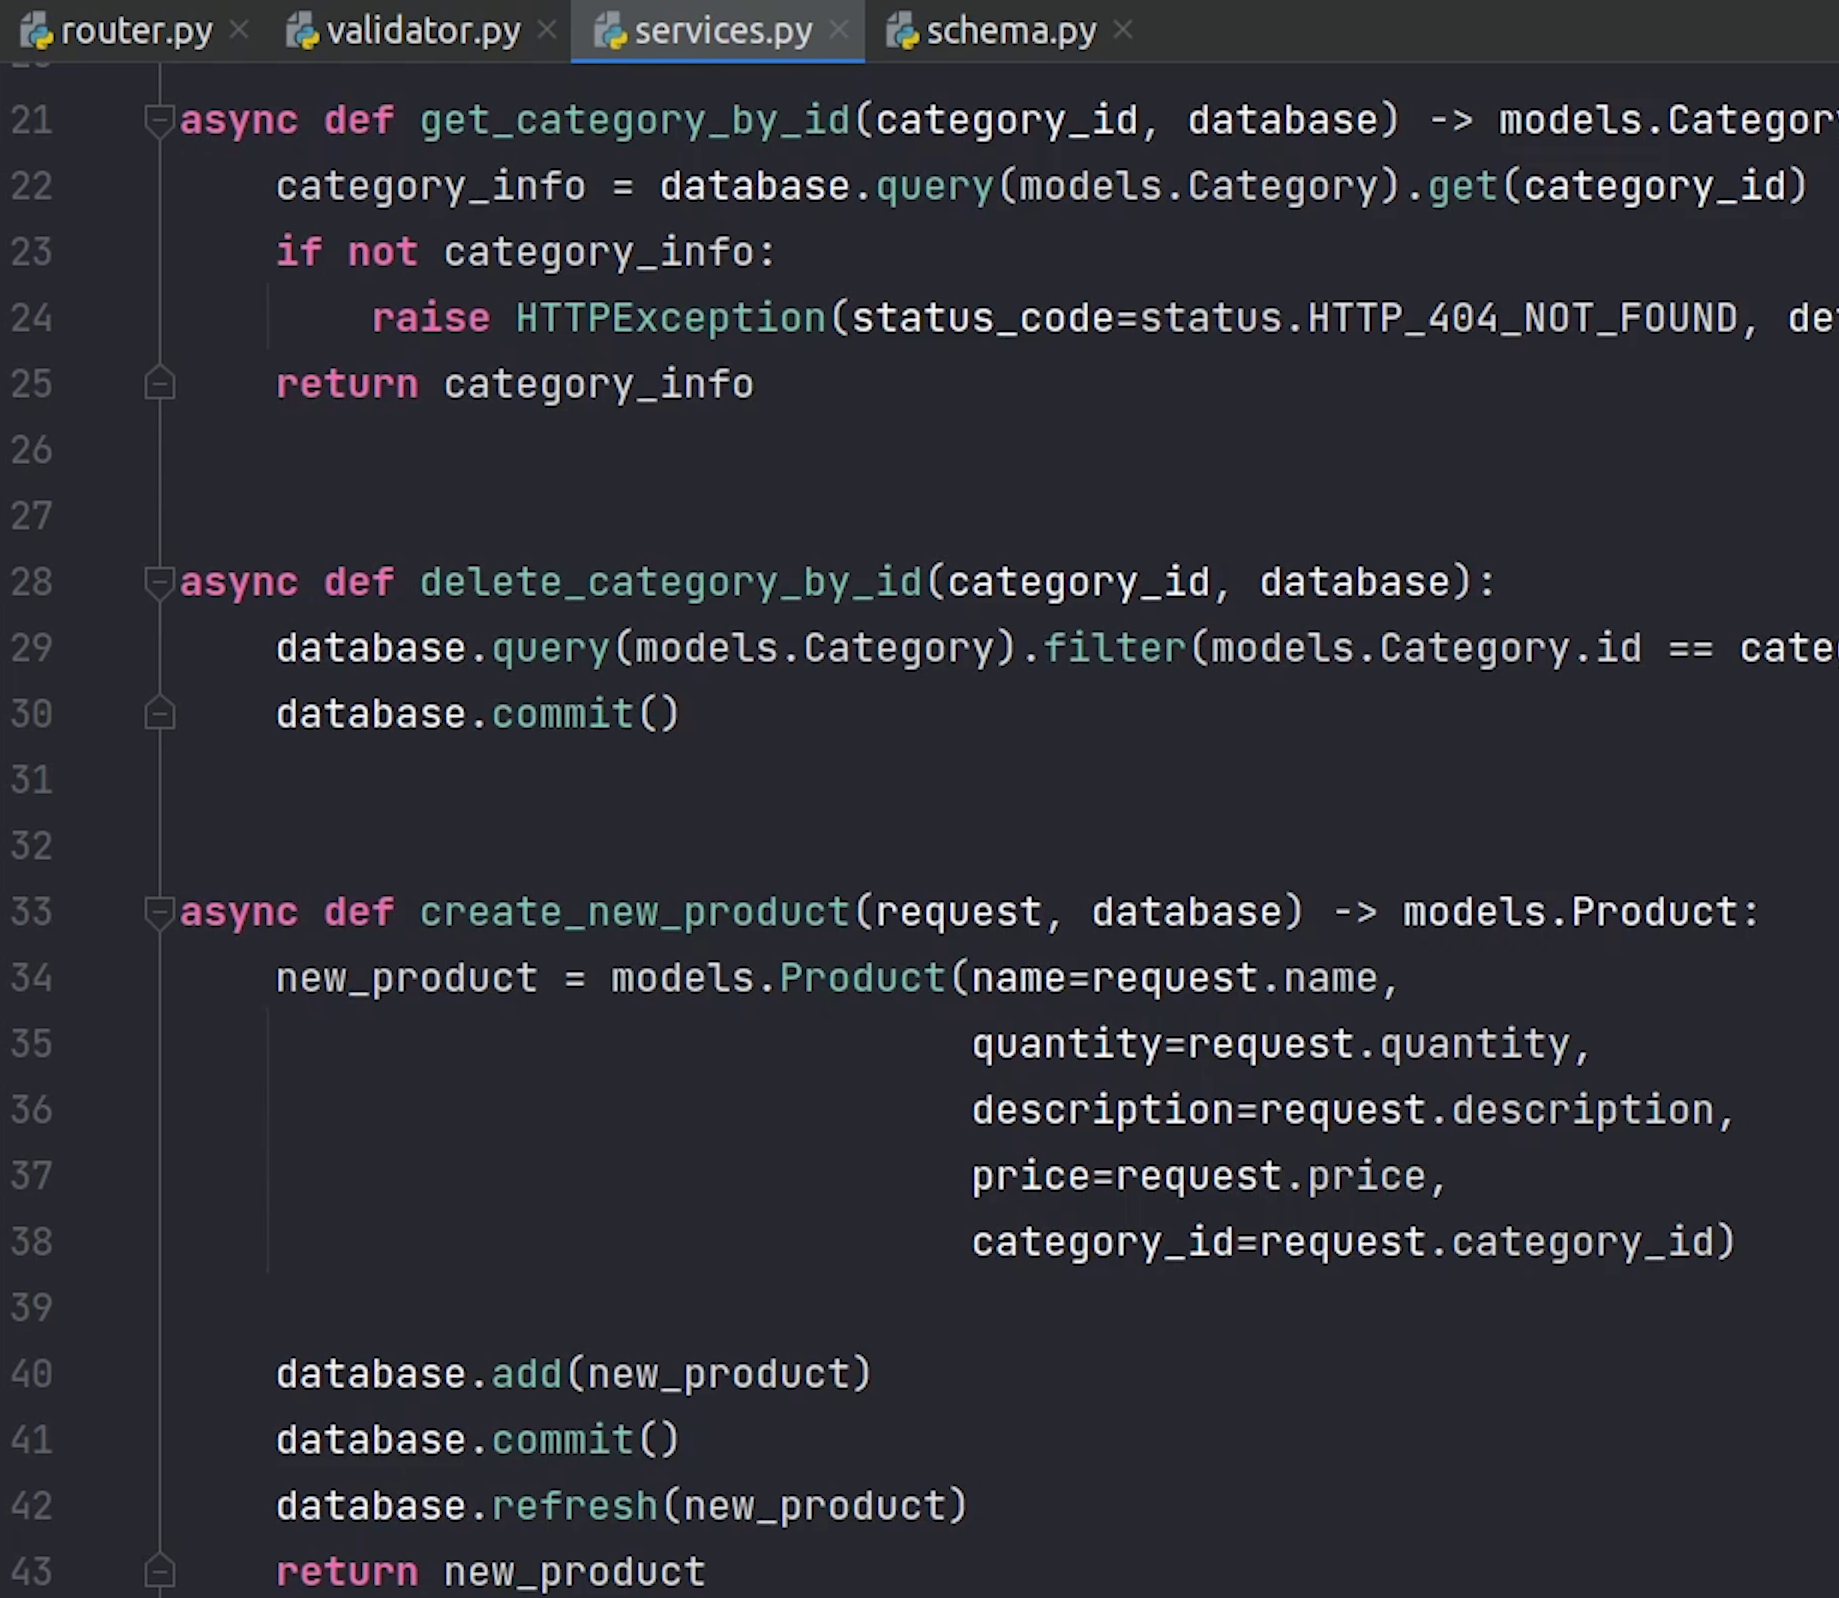 router.py validator.py services.py schema.py
21 async def get_category_by_id(category_id, database) -> models.Category
22 category_info = database.query(models.Category).get(category_id)
23 if not category_info:
24 raise HTTPException(status_code=status.HTTP_404_NOT_FOUND, de
25 return category_info
26
27
28 async def delete_category_by_id(category_id, database):
29 database.query(models.Category).filter(models.Category.id == cate
30 database.commit()
31
32
33 async def create_new_product(request, database) -> models.Product:
34 new_product = models.Product(name=request.name,
35 quantity=request.quantity,
36 description=request.description,
37 price=request.price,
38 category_id=request.category_id)
39
40 database.add(new_product)
41 database.commit()
42 database.refresh(new_product)
43 return new_product